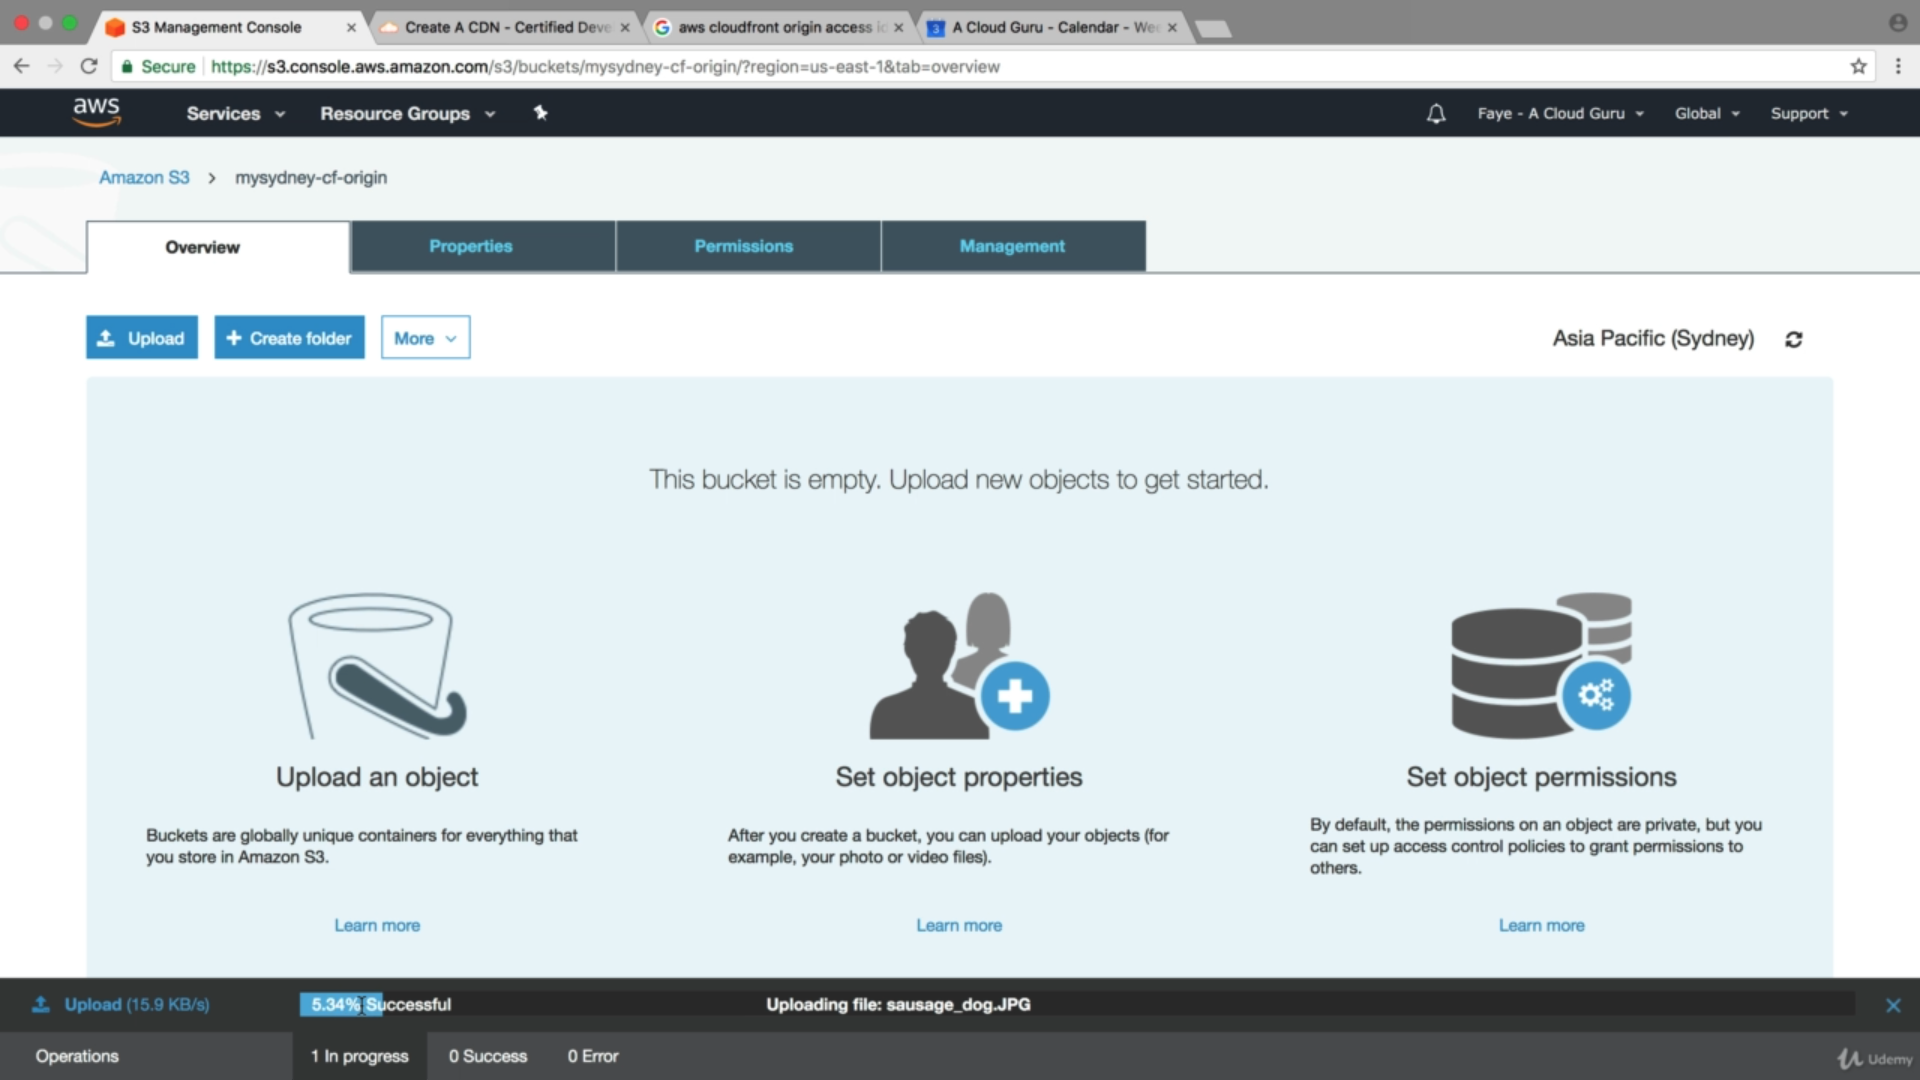 S3 Management Console
Create A CDN - Certified Deve
aws cloudfront origin access id
3
A Cloud Guru - Calendar - Wee
Secure
https://s3.console.aws.amazon.com/s3/buckets/mysydney-cf-origin/?region=us-east-1&tab=overview
aws
Services
Resource Groups
Faye - A Cloud Guru
Global
Support
Amazon S3 > mysydney-cf-origin
Overview
Properties
Permissions
Management
Upload
+ Create folder
More
Asia Pacific (Sydney)
This bucket is empty. Upload new objects to get started.
Upload an object
Buckets are globally unique containers for everything that
you store in Amazon S3.
Learn more
Set object properties
After you create a bucket, you can upload your objects (for
example, your photo or video files).
Learn more
Set object permissions
By default, the permissions on an object are private, but you
can set up access control policies to grant permissions to
others.
Learn more
Upload (15.9 KB/s)
5.34% Successful
Uploading file: sausage_dog.JPG
Operations
1 In progress
0 Success
0 Error
Udemy